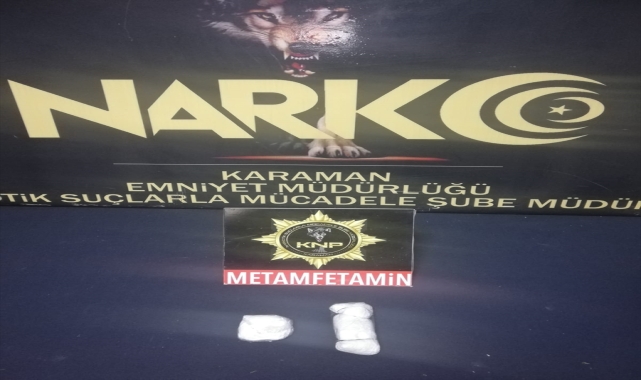 NARKO
KARAMAN
EMNİYET MÜDÜRLÜĞÜ
TİK SUÇLARLA MÜCADELE ŞUBE MÜDÜR
KNP
METAMFETAMİN